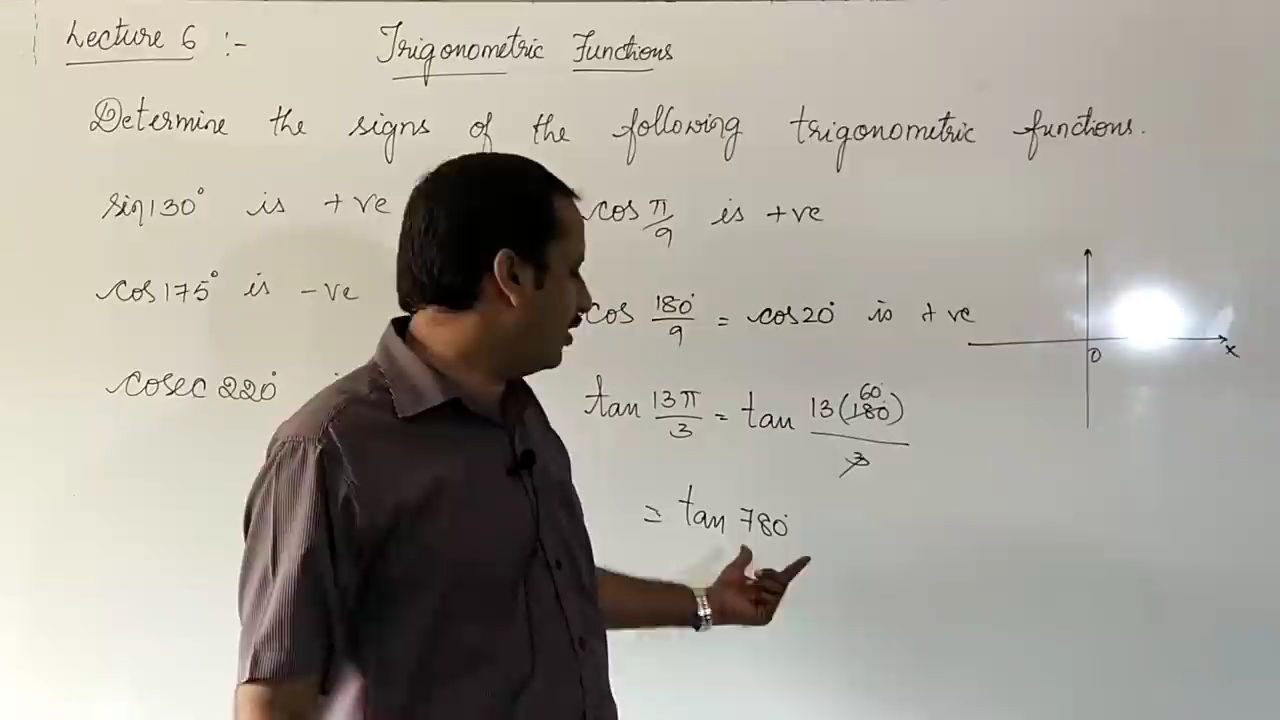 Lecture 6 :- Trigonometric Functions
Determine the signs of the following trigonometric functions.
sin 130° is +ve
cos 175° is -ve
cosec 220°
cos π/9 is +ve
cos 180°/9 = cos 20° is +ve
tan 13π/3 = tan 13(180°)/3 60°
= tan 780°
O
x